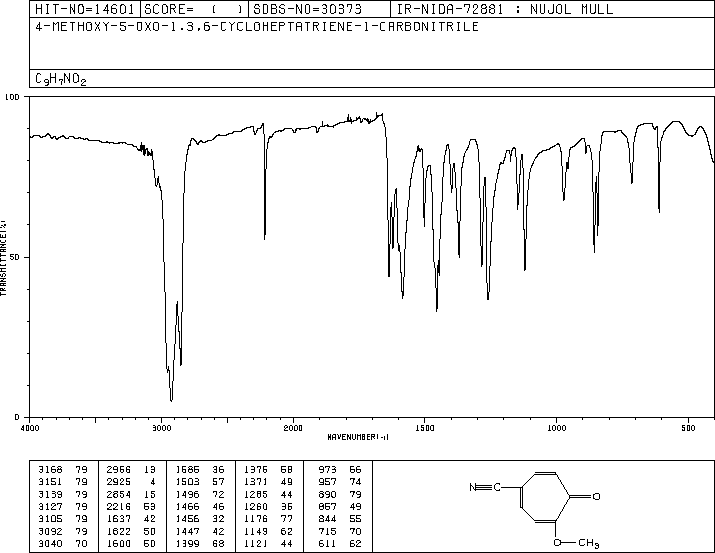 HIT-NO=14601 SCORE= ( ) SDBS-NO=30373 IR-NIDA-72881 : NUJOL MULL
4-METHOXY-5-OXO-1,3,6-CYCLOHEPTATRIENE-1-CARBONITRILE
C9H7NO2
100
50
0
TRANSMITTANCE(%)
4000 3000 2000 1500 1000 500
WAVENUMBER(-1)
3168 79 2956 13 1586 36 1376 68 973 66
3151 79 2925 4 1503 57 1371 49 957 74
3139 79 2854 15 1496 72 1285 44 890 79
3127 79 2216 53 1466 46 1260 35 857 49
3105 79 1637 42 1456 32 1176 77 844 55
3092 79 1622 50 1447 42 1149 62 715 70
3040 70 1600 50 1399 68 1121 44 611 62
N C
O
O CH3